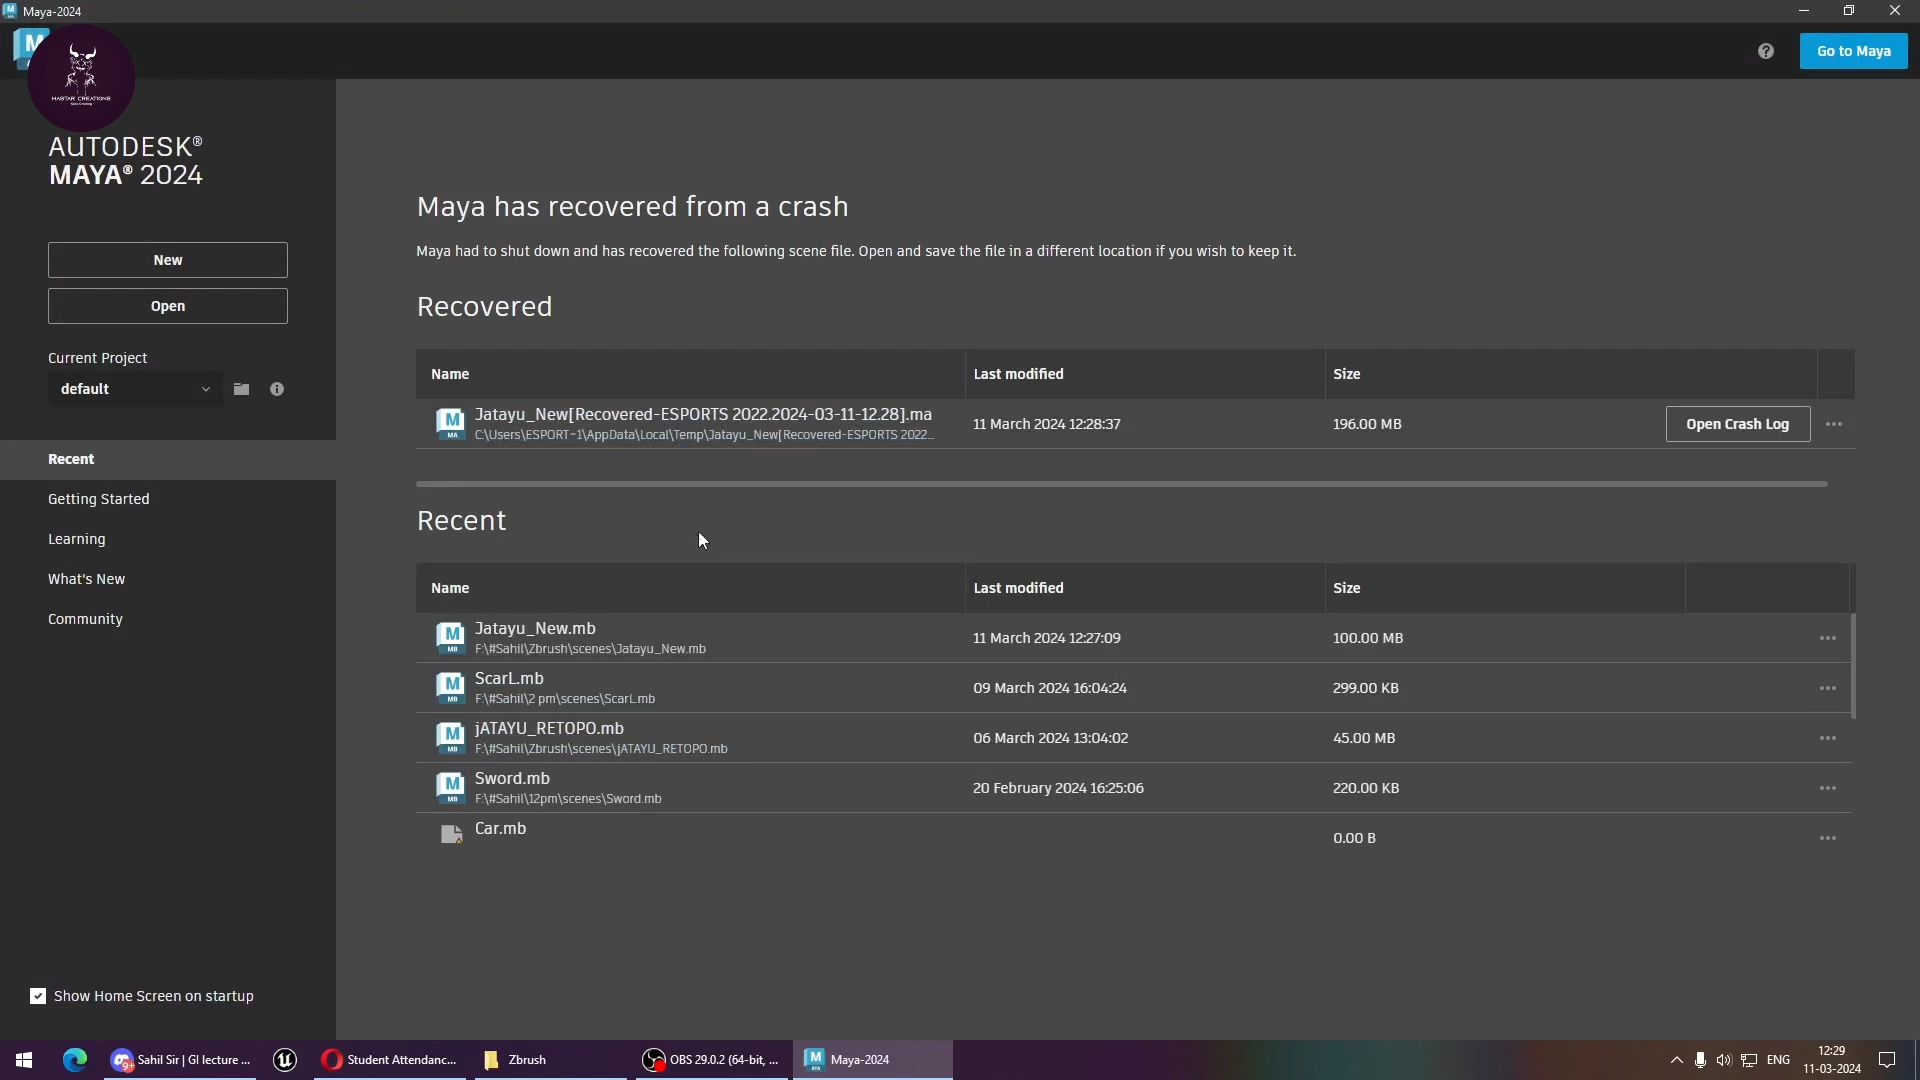 Maya-2024
Go to Maya
HASTAR CREATIONS
AUTODESK®
MAYA® 2024
New
Open
Current Project
default
Recent
Getting Started
Learning
What's New
Community
Show Home Screen on startup
Maya has recovered from a crash
Maya had to shut down and has recovered the following scene file. Open and save the file in a different location if you wish to keep it.
Recovered
Name Last modified Size
Jatayu_New[Recovered-ESPORTS 2022.2024-03-11-12.28].ma
C:\Users\ESPORT~1\AppData\Local\Temp\Jatayu_New[Recovered-ESPORTS 2022...
11 March 2024 12:28:37 196.00 MB Open Crash Log
Recent
Name Last modified Size
Jatayu_New.mb
F:\#Sahil\Zbrush\scenes\Jatayu_New.mb
11 March 2024 12:27:09 100.00 MB
ScarL.mb
F:\#Sahil\2 pm\scenes\ScarL.mb
09 March 2024 16:04:24 299.00 KB
jATAYU_RETOPO.mb
F:\#Sahil\Zbrush\scenes\jATAYU_RETOPO.mb
06 March 2024 13:04:02 45.00 MB
Sword.mb
F:\#Sahil\12pm\scenes\Sword.mb
20 February 2024 16:25:06 220.00 KB
Car.mb
0.00 B
Sahil Sir | GI lecture ... Student Attendanc... Zbrush OBS 29.0.2 (64-bit, ... Maya-2024 ENG 12:29
11-03-2024